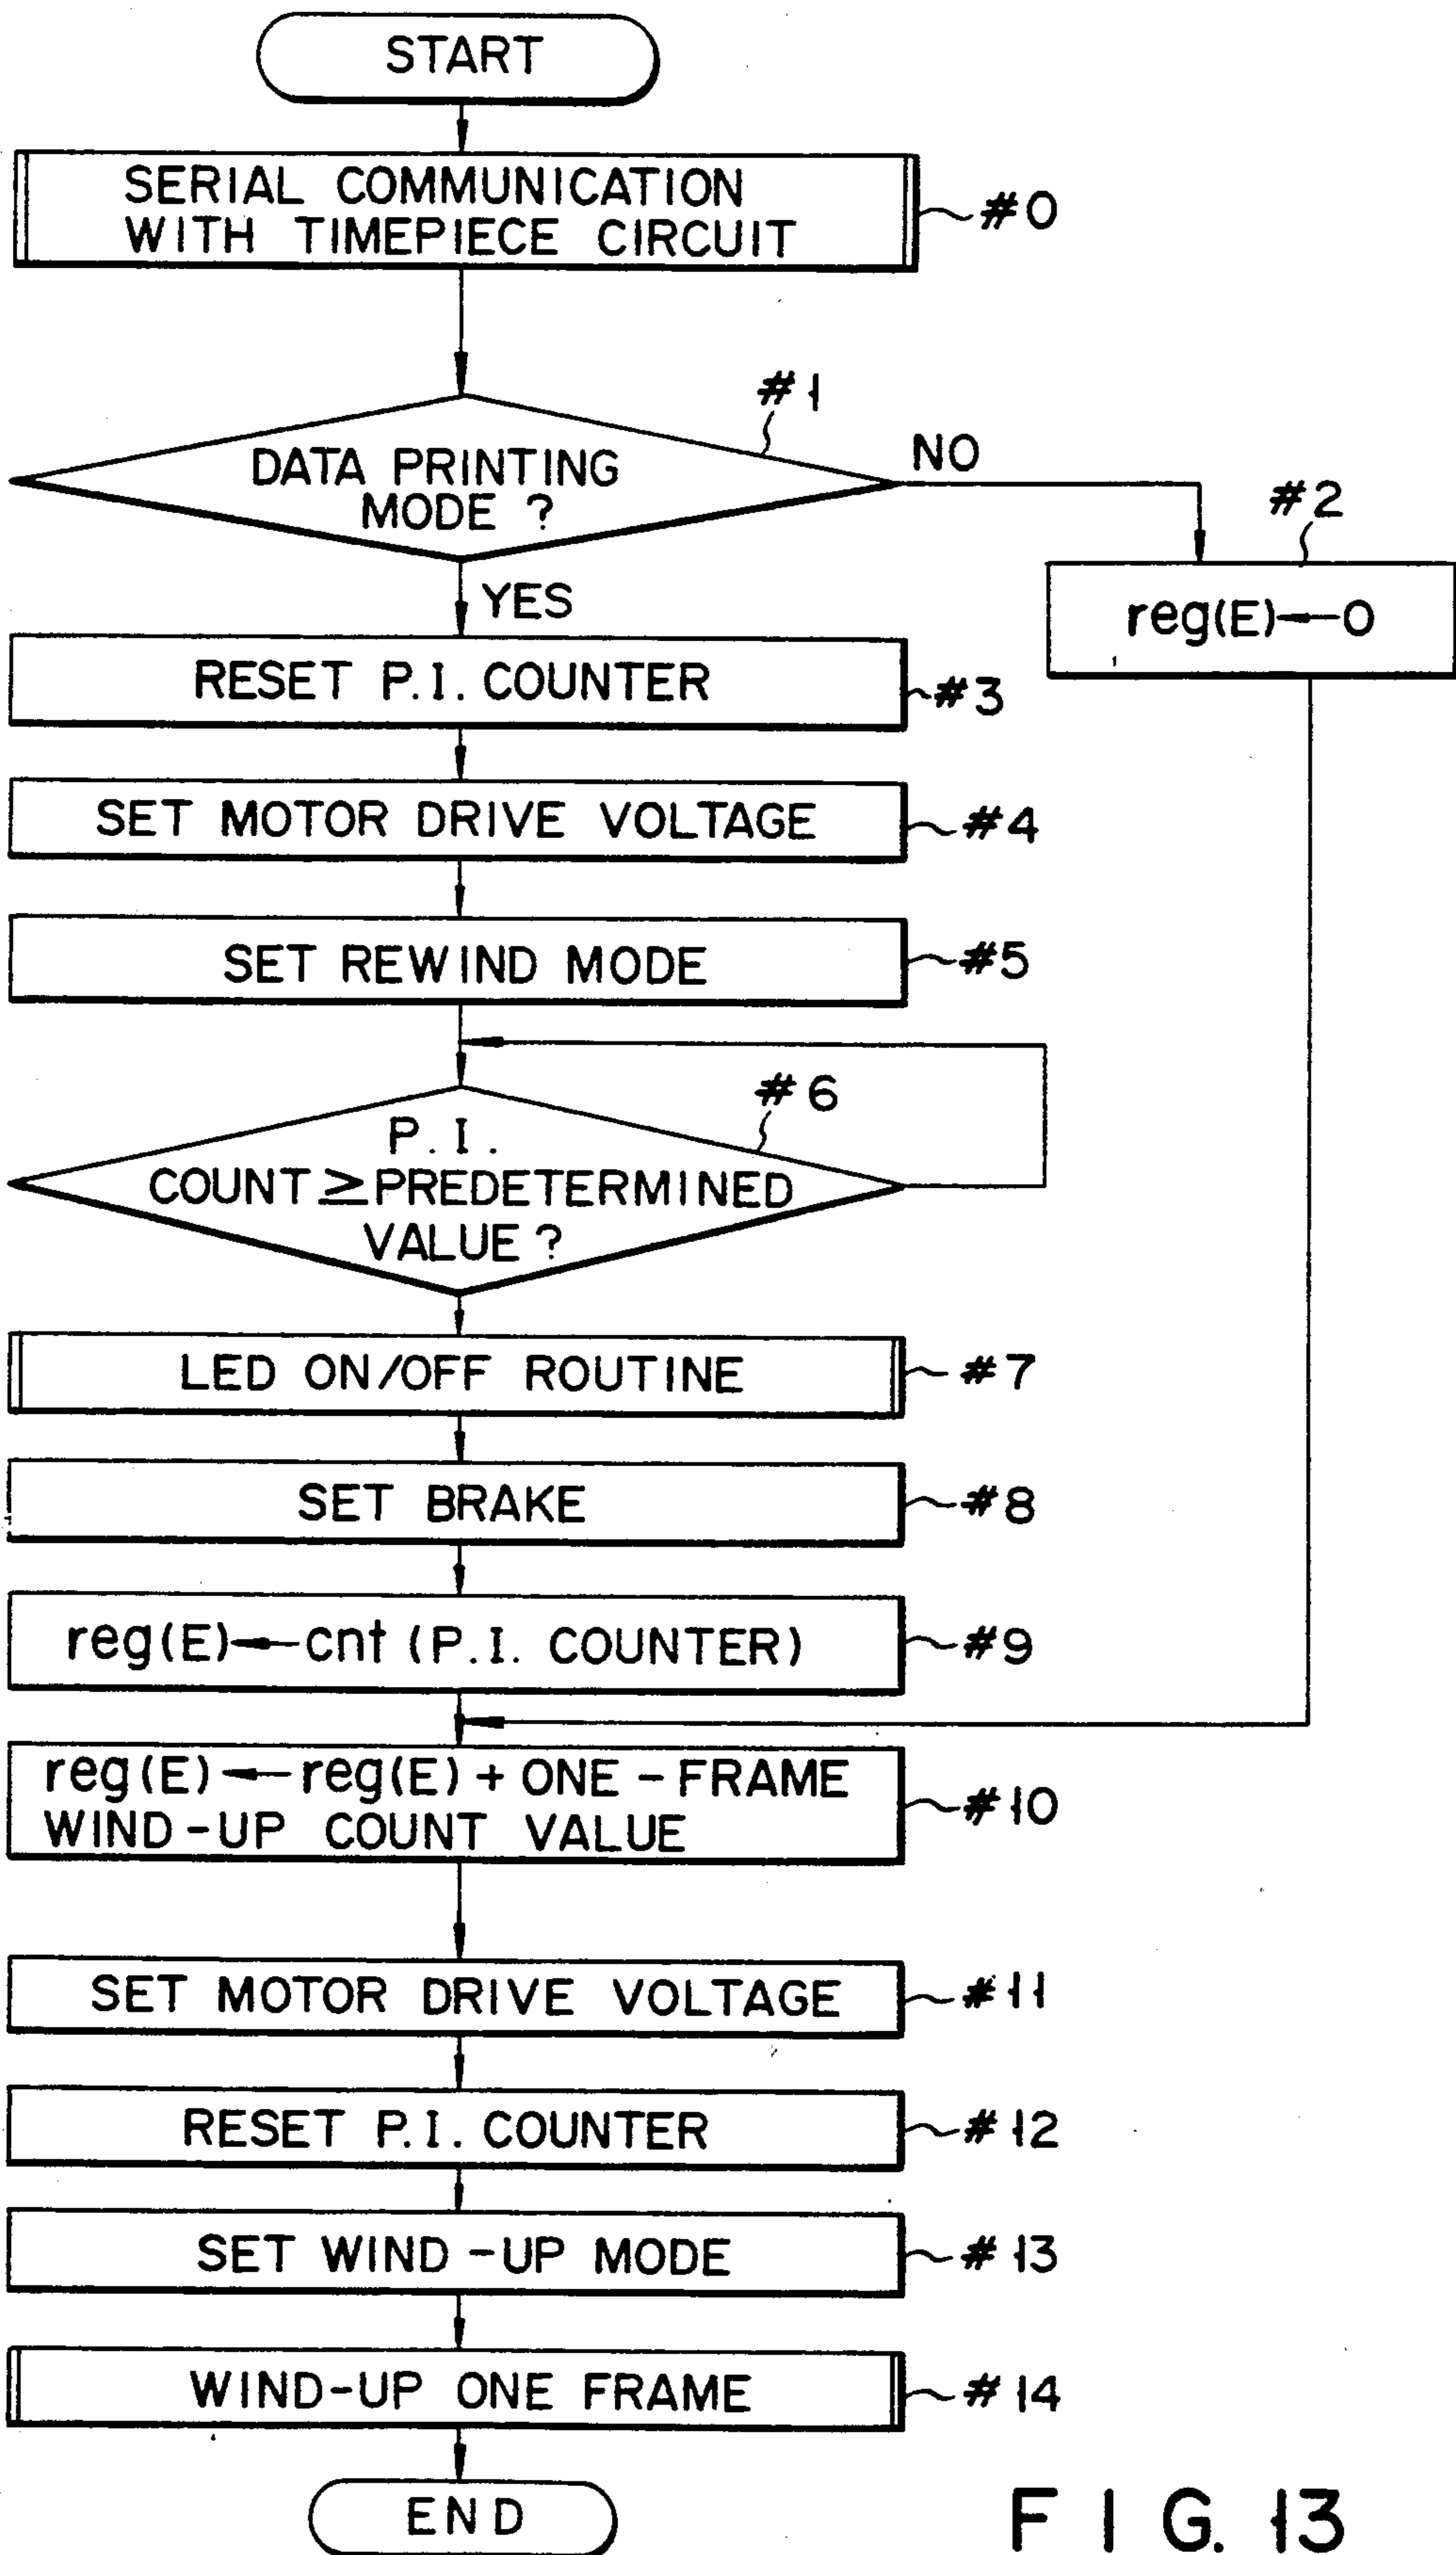 START
SERIAL COMMUNICATION
WITH TIMEPIECE CIRCUIT
#0
#1
DATA PRINTING
MODE ?
NO
#2
reg(E)←0
YES
RESET P.I. COUNTER
#3
SET MOTOR DRIVE VOLTAGE
#4
SET REWIND MODE
#5
#6
P.I.
COUNT ≥ PREDETERMINED
VALUE ?
LED ON/OFF ROUTINE
#7
SET BRAKE
#8
reg(E)←cnt (P.I. COUNTER)
#9
reg(E)←reg(E) + ONE-FRAME
WIND-UP COUNT VALUE
#10
SET MOTOR DRIVE VOLTAGE
#11
RESET P.I. COUNTER
#12
SET WIND-UP MODE
#13
WIND-UP ONE FRAME
#14
END
FIG. 13